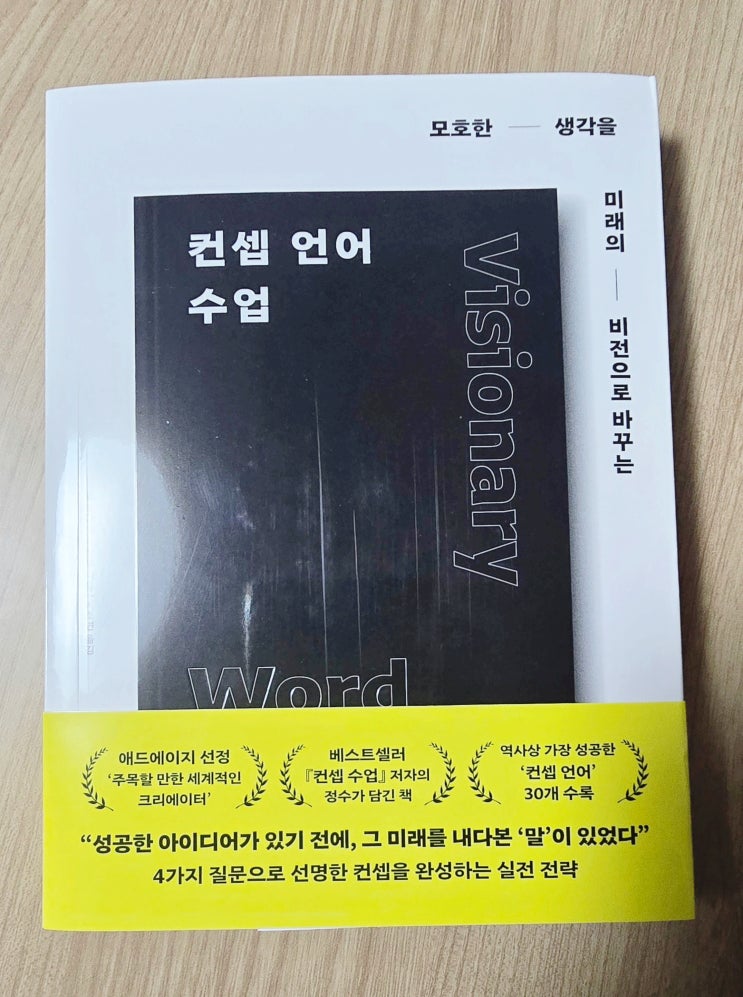 모호한 — 생각을
미래의 — 비전으로 바꾸는
컨셉 언어
수업
Visionary
Word
애드에이지 선정
‘주목할 만한 세계적인
크리에이터’
베스트셀러
『컨셉 수업』 저자의
정수가 담긴 책
역사상 가장 성공한
‘컨셉 언어’
30개 수록
“성공한 아이디어가 있기 전에, 그 미래를 내다본 ‘말’이 있었다”
4가지 질문으로 선명한 컨셉을 완성하는 실전 전략